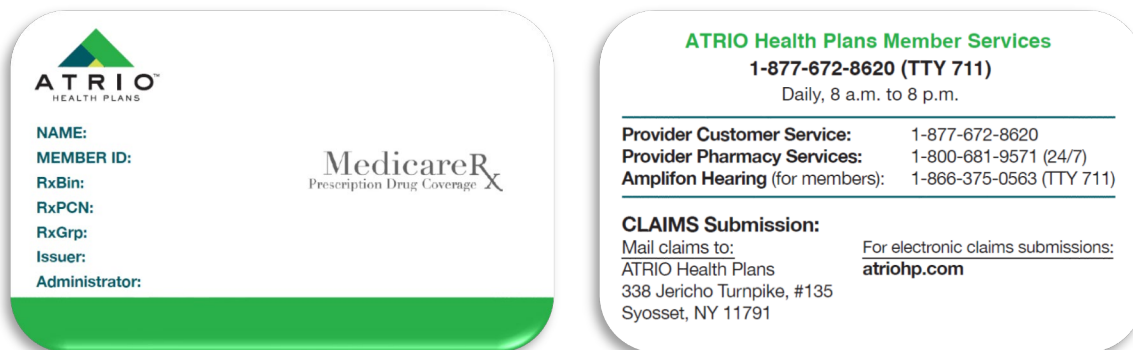 ATRIO™
HEALTH PLANS
NAME:
MEMBER ID:
RxBin:
RxPCN:
RxGrp:
Issuer:
Administrator:
MedicareRx
Prescription Drug Coverage
ATRIO Health Plans Member Services
1-877-672-8620 (TTY 711)
Daily, 8 a.m. to 8 p.m.
Provider Customer Service: 1-877-672-8620
Provider Pharmacy Services: 1-800-681-9571 (24/7)
Amplifon Hearing (for members): 1-866-375-0563 (TTY 711)
CLAIMS Submission:
Mail claims to:
ATRIO Health Plans
338 Jericho Turnpike, #135
Syosset, NY 11791
For electronic claims submissions:
atriohp.com